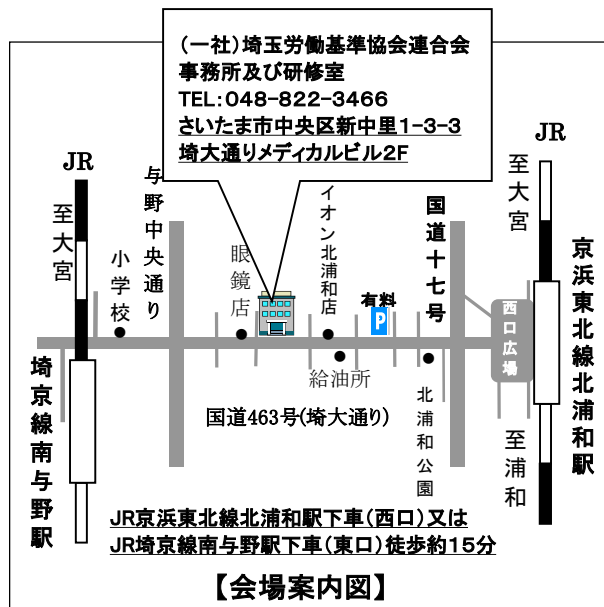 （一社）埼玉労働基準協会連合会
事務所及び研修室
TEL：048-822-3466
さいたま市中央区新中里1-3-3
埼大通りメディカルビル2F
JR
至大宮
小学校
与野中央通り
眼鏡店
イオン北浦和店
有料
P
国道十七号
JR
至大宮
西口広場
京浜東北線北浦和駅
埼京線南与野駅
給油所
国道463号(埼大通り)
北浦和公園
至浦和
JR京浜東北線北浦和駅下車（西口）又は
JR埼京線南与野駅下車（東口）徒歩約15分
【会場案内図】